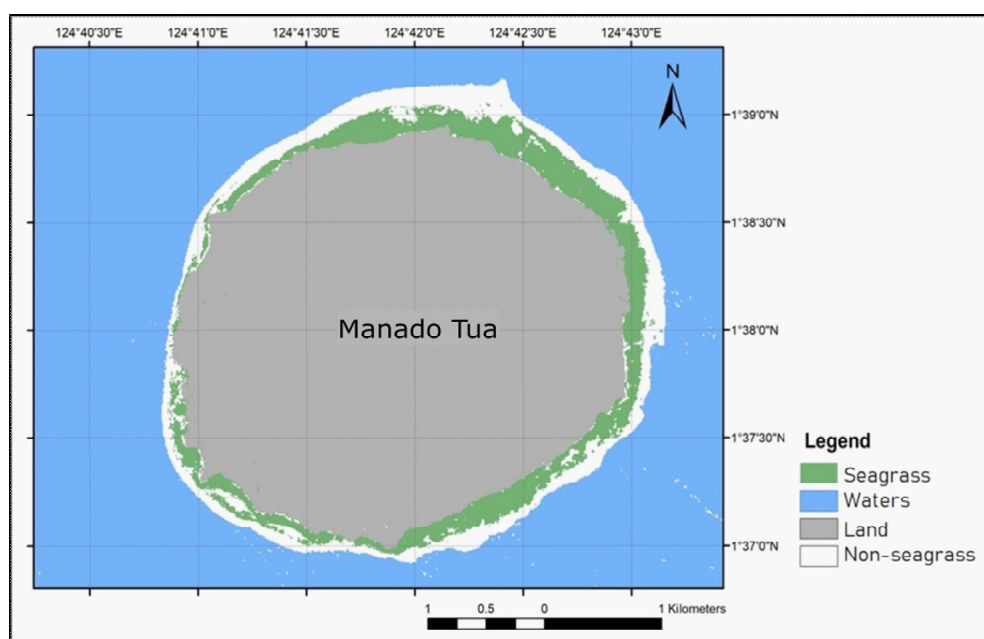 124°40'30"E 124°41'0"E 124°41'30"E 124°42'0"E 124°42'30"E 124°43'0"E
N
1°39'0"N
1°38'30"N
Manado Tua
1°38'0"N
1°37'30"N
1°37'0"N
Legend
Seagrass
Waters
Land
Non-seagrass
1 0.5 0 1 Kilometers